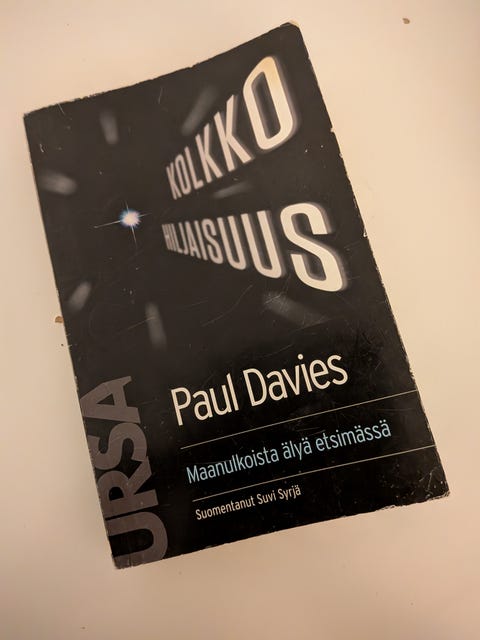 KOLKKO
HILJAISUUS
Paul Davies
Maanulkoista älyä etsimässä
Suomentanut Suvi Syrjä
URSA